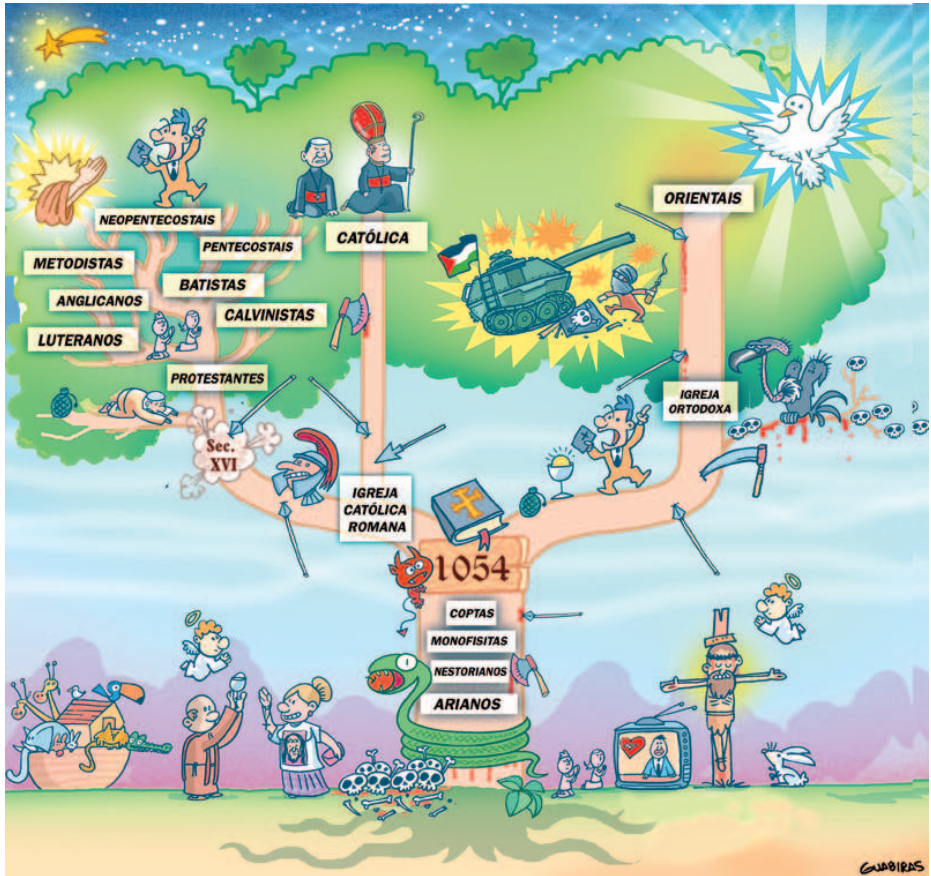 NEOPENTECOSTAIS
PENTECOSTAIS
METODISTAS
BATISTAS
ANGLICANOS
CALVINISTAS
LUTERANOS
PROTESTANTES
Sec.
XVI
CATÓLICA
IGREJA
CATÓLICA
ROMANA
ORIENTAIS
IGREJA
ORTODOXA
1054
COPTAS
MONOFISITAS
NESTORIANOS
ARIANOS
GUABIRAS